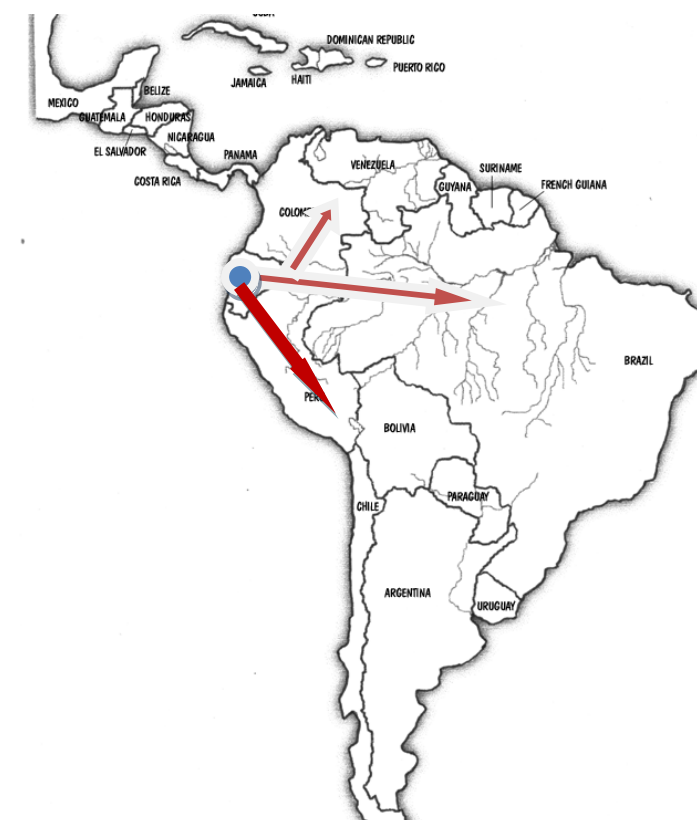 DOMINICAN REPUBLIC
PUERTO RICO
JAMAICA
HAITI
MEXICO
BELIZE
GUATEMALA
HONDURAS
NICARAGUA
EL SALVADOR
PANAMA
COSTA RICA
VENEZUELA
SURINAME
GUYANA
FRENCH GUIANA
BRAZIL
BOLIVIA
PARAGUAY
CHILE
ARGENTINA
URUGUAY